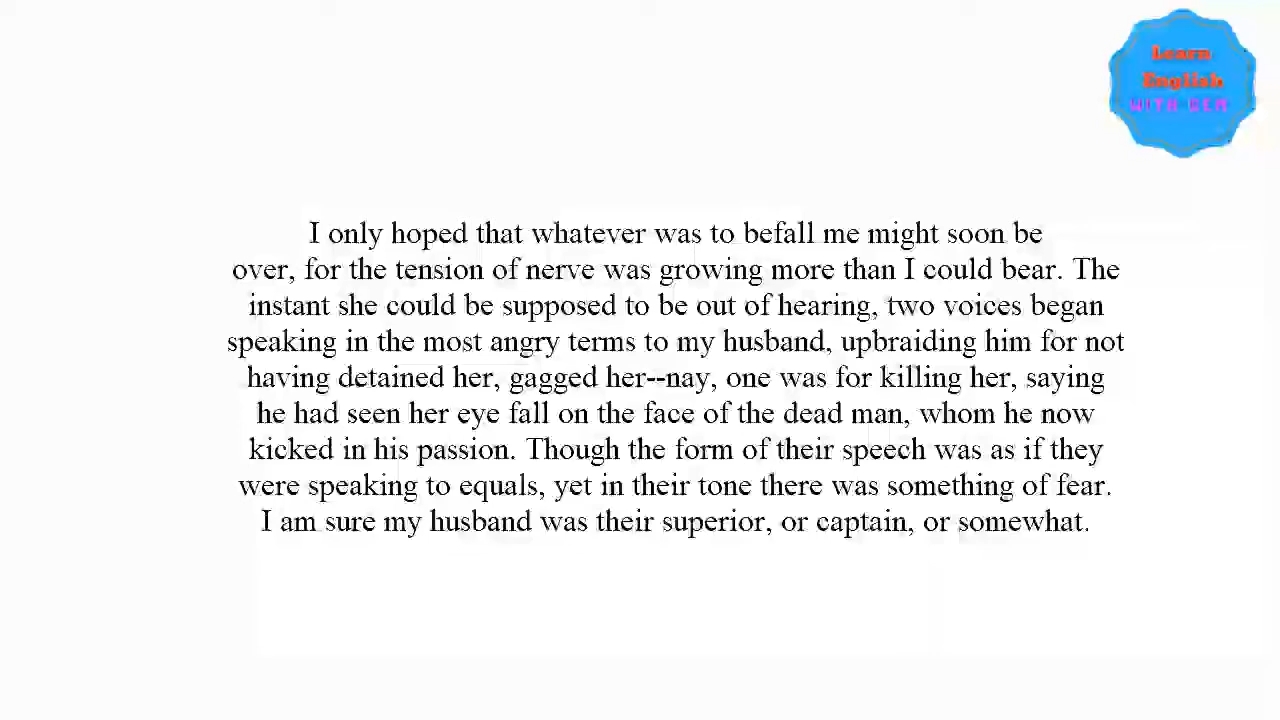 Learn
English
WITH GEM
I only hoped that whatever was to befall me might soon be
over, for the tension of nerve was growing more than I could bear. The
instant she could be supposed to be out of hearing, two voices began
speaking in the most angry terms to my husband, upbraiding him for not
having detained her, gagged her--nay, one was for killing her, saying
he had seen her eye fall on the face of the dead man, whom he now
kicked in his passion. Though the form of their speech was as if they
were speaking to equals, yet in their tone there was something of fear.
I am sure my husband was their superior, or captain, or somewhat.